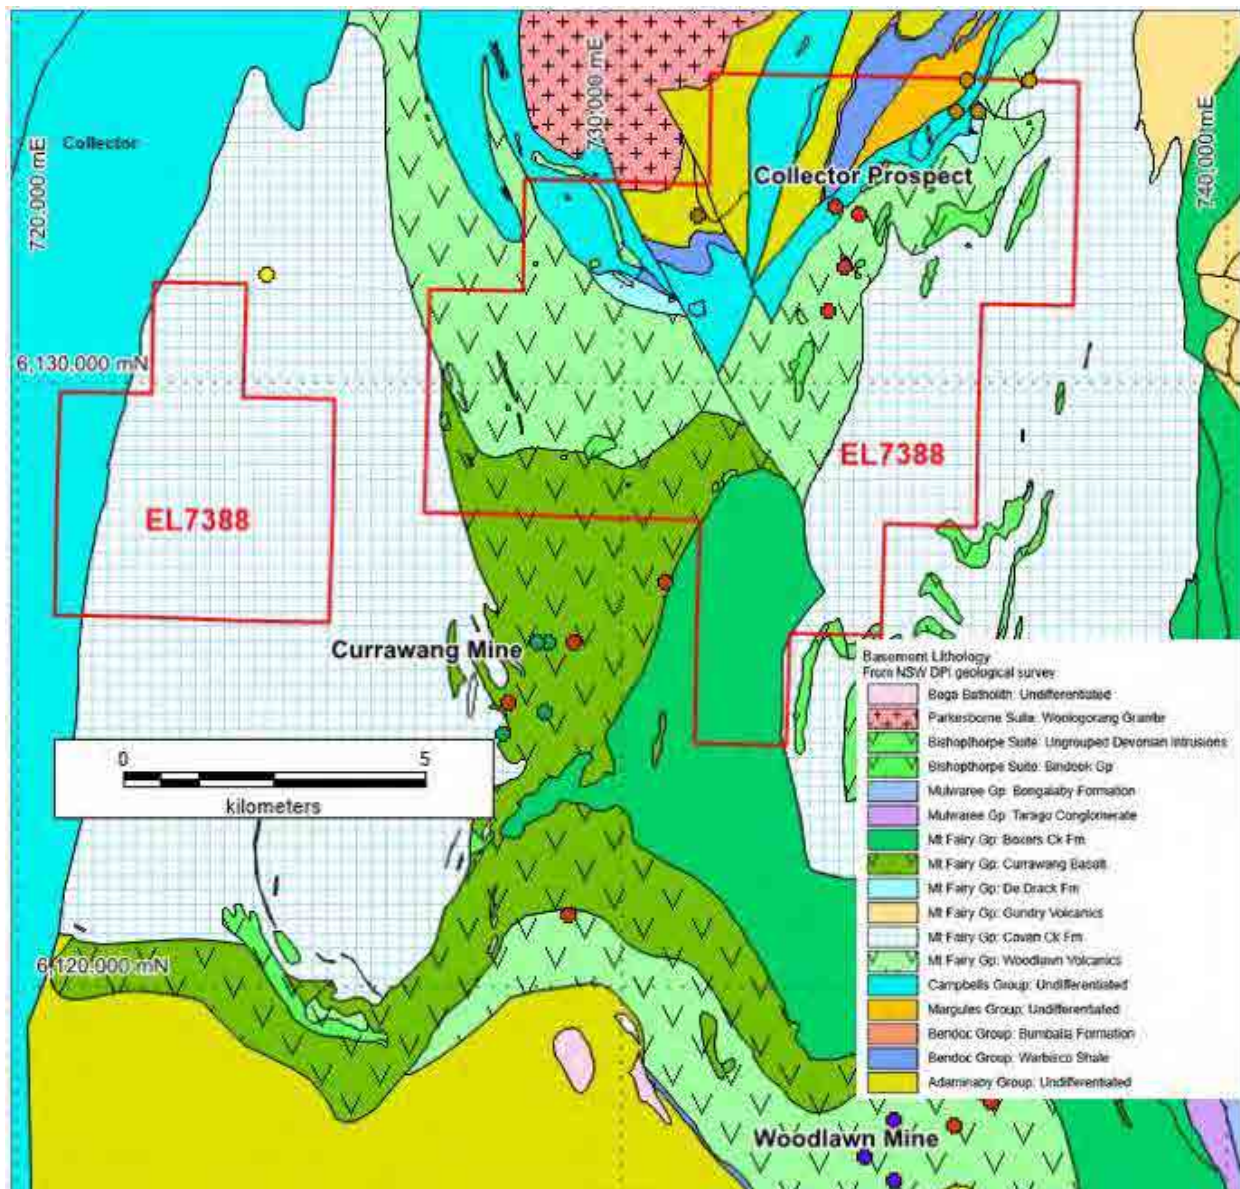 730'000 mE
Collector
720.000 mE
740'000 mE
Collector Prospect
6,130.000 mN
EL7388
EL7388
Currawang Mine
0 5
kilometers
Basement Lithology
From NSW DPI geological survey
Bega Batholith: Undifferentiated
Parkesborne Suite: Wologorang Granite
Bishopthorpe Suite: Ungrouped Devonian Intrusions
Bishopthorpe Suite: Bindook Gp
Mulwaree Gp: Bongalaby Formation
Mulwaree Gp: Tarago Conglomerate
Mt Fairy Gp: Boxers Ck Fm
Mt Fairy Gp: Currawang Basalt
Mt Fairy Gp: De Drack Fm
Mt Fairy Gp: Gundry Volcanics
Mt Fairy Gp: Covan Ck Fm
Mt Fairy Gp: Woodlawn Volcanics
Campbells Group: Undifferentiated
Margules Group: Undifferentiated
Bendoc Group: Bumballa Formation
Bendoc Group: Warbisco Shale
Adaminaby Group: Undifferentiated
6,120.000 mN
Woodlawn Mine